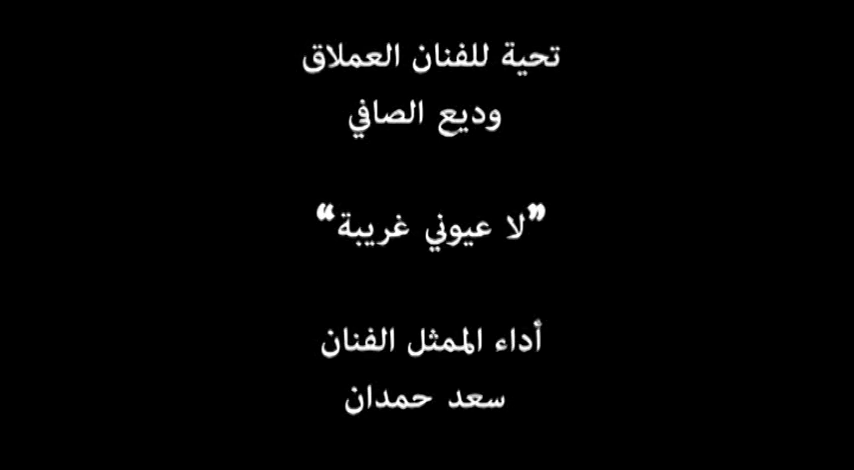 تحية للفنان العملاق
وديع الصافي
”لا عيوني غريبة“
أداء الممثل الفنان
سعد حمدان